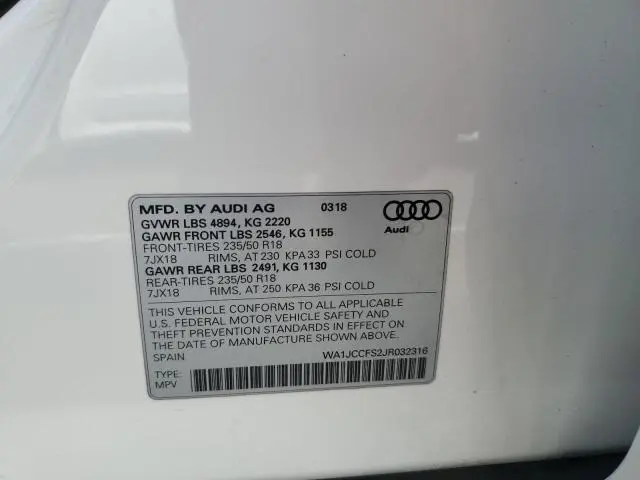 MFD. BY AUDI AG 0318
GVWR LBS 4894, KG 2220
GAWR FRONT LBS 2546, KG 1155
FRONT-TIRES 235/50 R18
7JX18 RIMS, AT 230 KPA 33 PSI COLD
GAWR REAR LBS 2491, KG 1130
REAR-TIRES 235/50 R18
7JX18 RIMS, AT 250 KPA 36 PSI COLD
Audi
THIS VEHICLE CONFORMS TO ALL APPLICABLE
U.S. FEDERAL MOTOR VEHICLE SAFETY AND
THEFT PREVENTION STANDARDS IN EFFECT ON
THE DATE OF MANUFACTURE SHOWN ABOVE.
SPAIN WA1JCCFS2JR032316
TYPE:
MPV